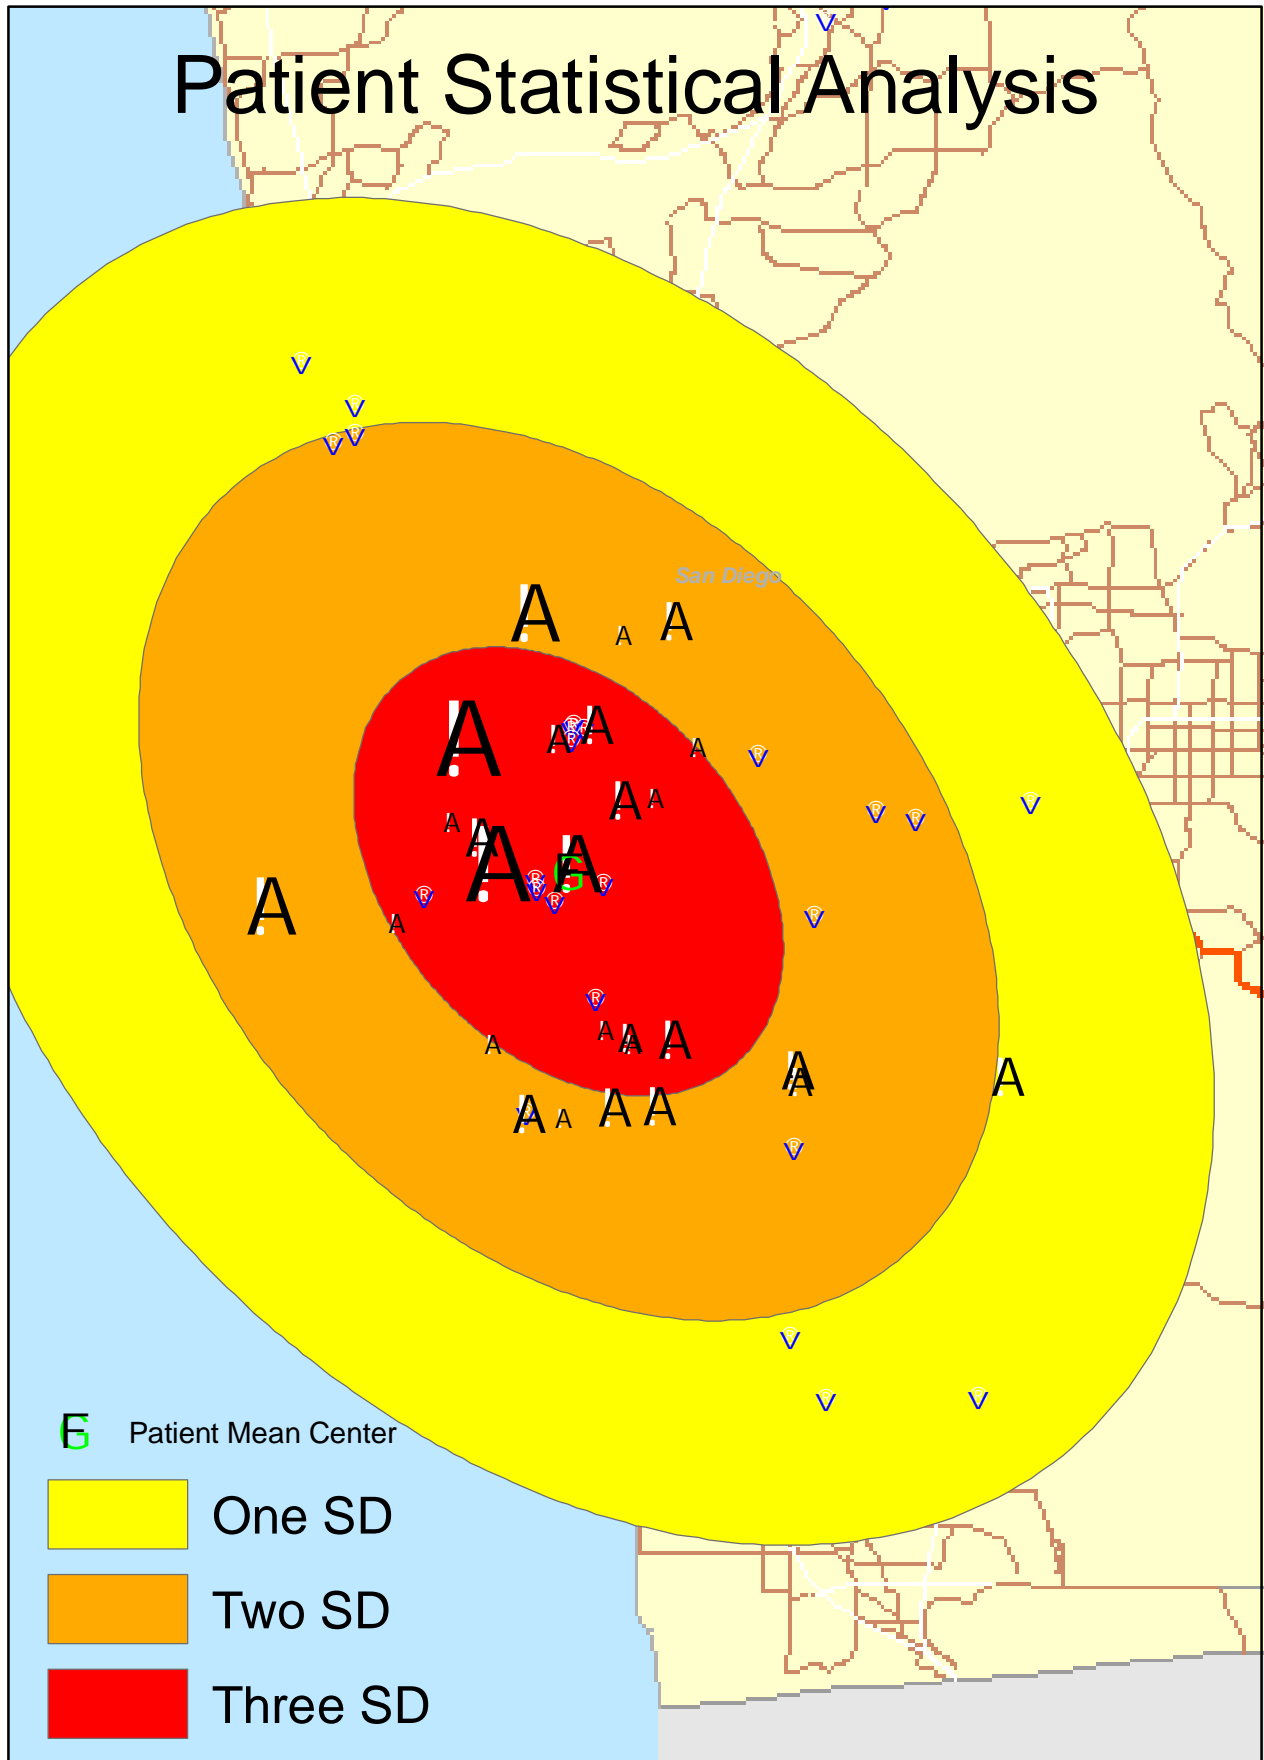 Patient Statistical Analysis
San Diego
Patient Mean Center
One SD
Two SD
Three SD